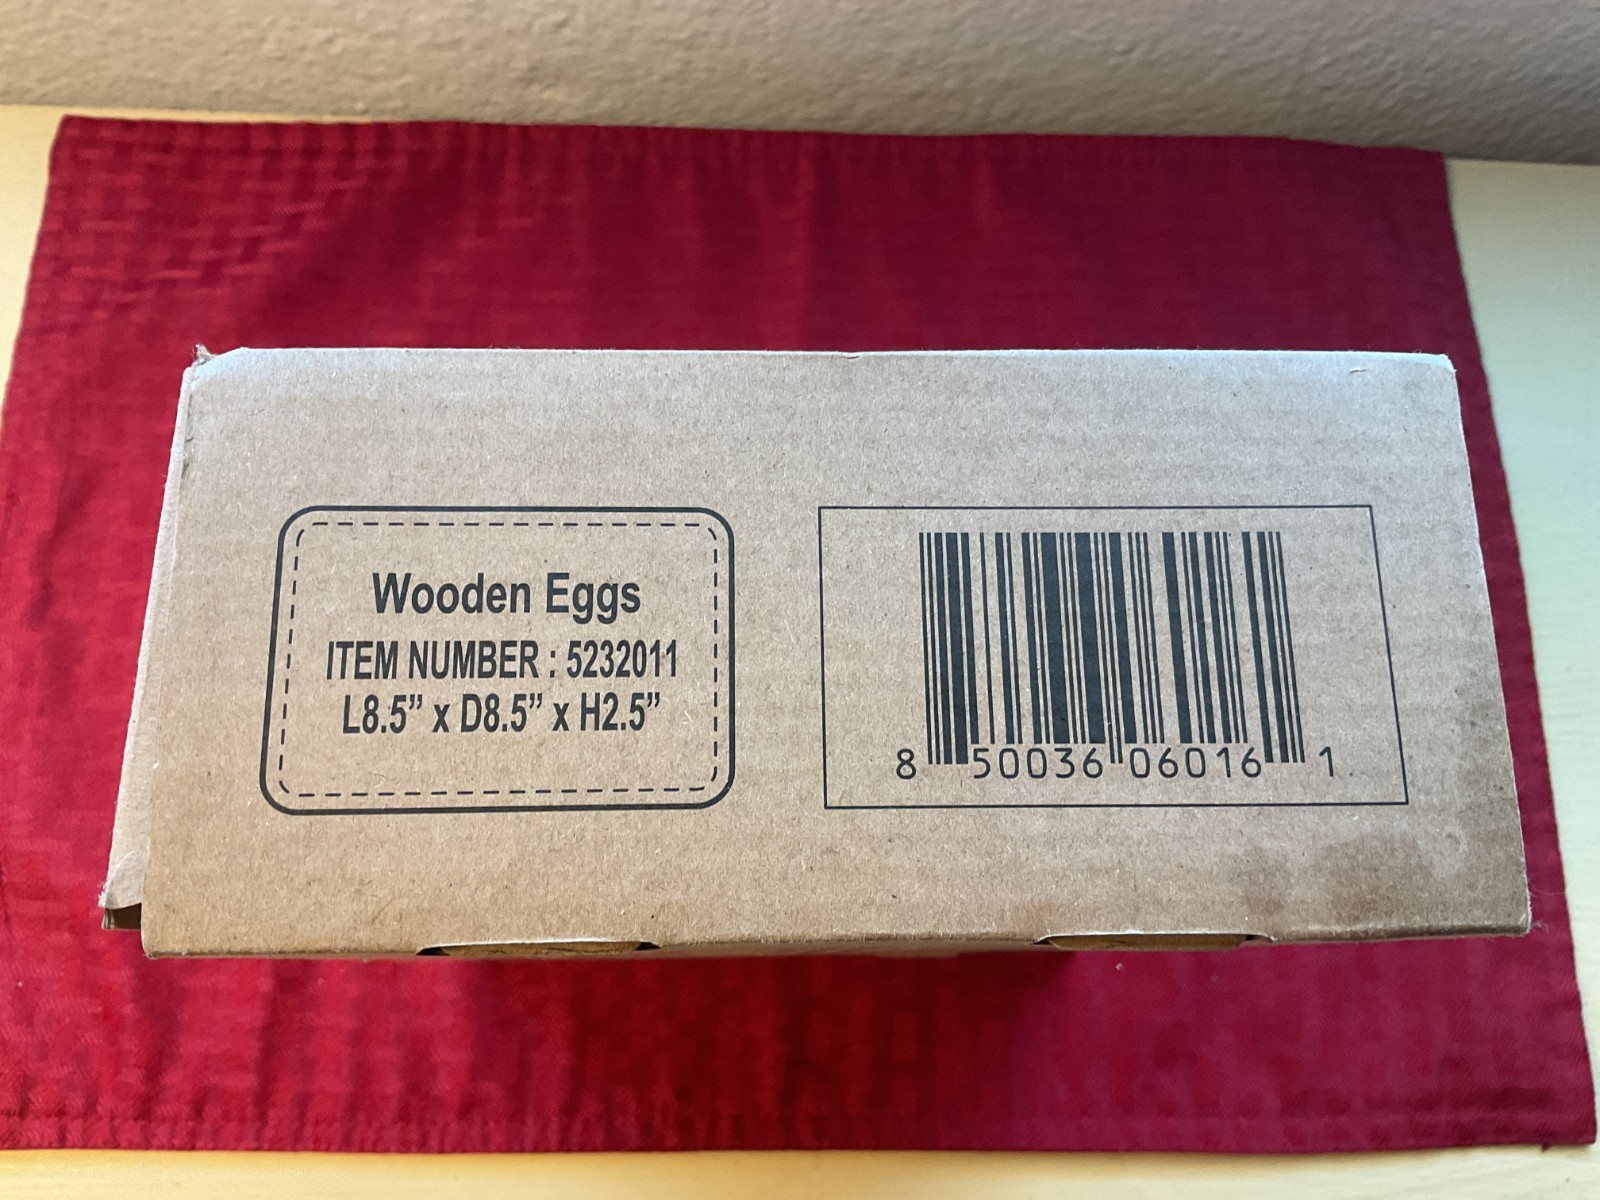 Wooden Eggs
ITEM NUMBER : 5232011
L8.5” x D8.5” x H2.5”
8 50036 06016 1